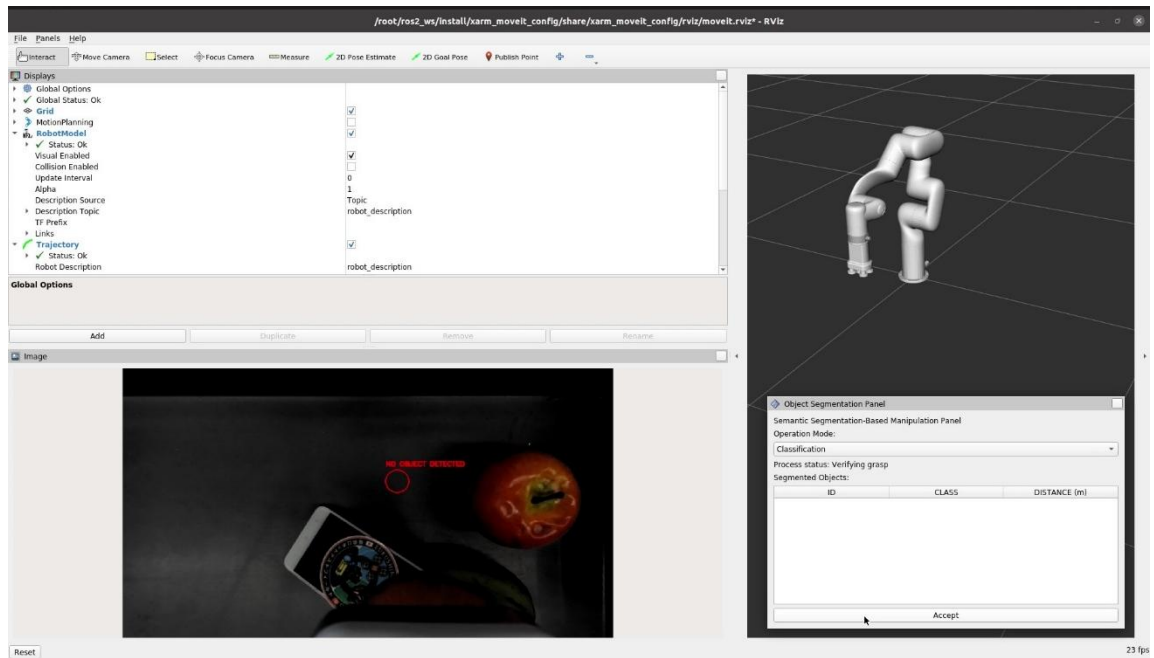 /root/ros2_ws/install/xarm_moveit_config/share/xarm_moveit_config/rviz/moveit.rviz* - RViz
File Panels Help
Interact Move Camera Select Focus Camera Measure 2D Pose Estimate 2D Goal Pose Publish Point
Displays
Global Options
Global Status: Ok
Grid
MotionPlanning
RobotModel
Status: Ok
Visual Enabled
Collision Enabled
Update Interval 0
Alpha 1
Description Source Topic
Description Topic robot_description
TF Prefix
Links
Trajectory
Status: Ok
Robot Description robot_description
Global Options
Add Duplicate Remove Rename
Image
NO OBJECT DETECTED
Object Segmentation Panel
Semantic Segmentation-Based Manipulation Panel
Operation Mode:
Classification
Process status: Verifying grasp
Segmented Objects:
ID CLASS DISTANCE (m)
Accept
Reset
23 fps